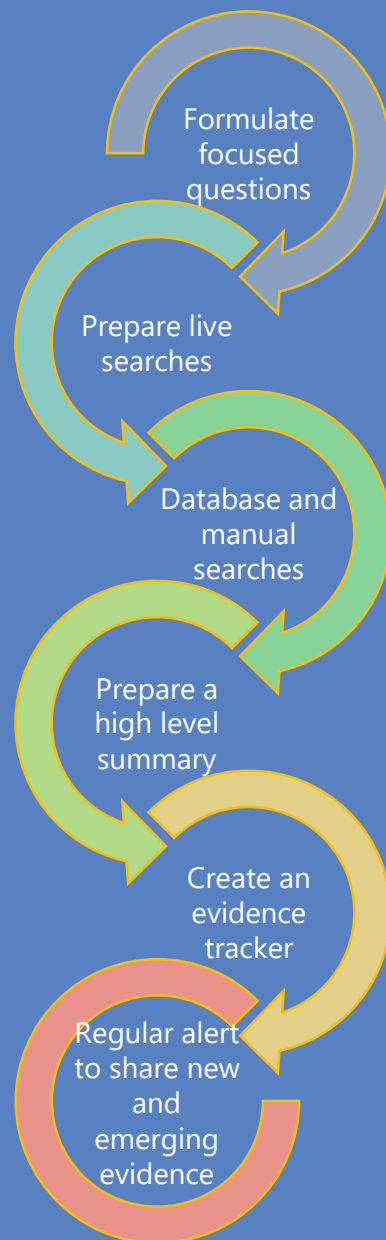 Formulate
focused
questions
Prepare live
searches
Database and
manual
searches
Prepare a
high level
summary
Create an
evidence
tracker
Regular alert
to share new
and
emerging
evidence